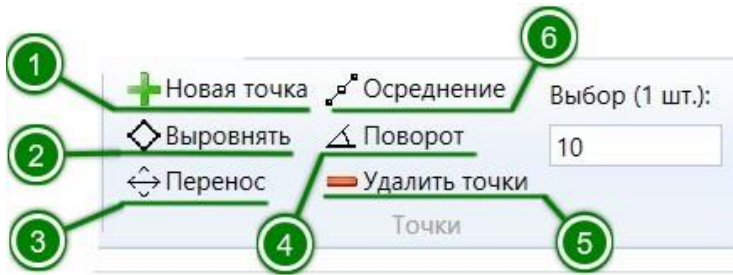 1
6
Новая точка Осреднение Выбор (1 шт.):
2
Выровнять Поворот 10
Перенос Удалить точки
3
4
Точки
5